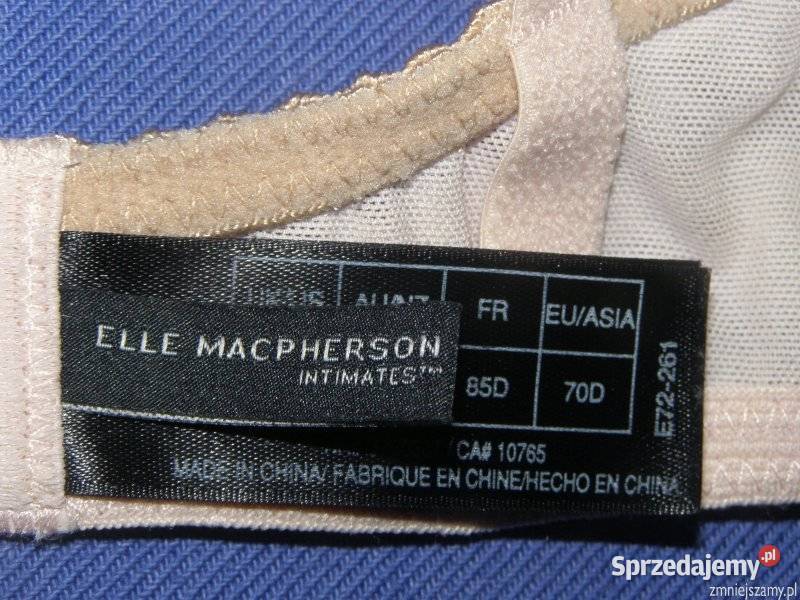 FR EU/ASIA
ELLE MACPHERSON
INTIMATES™
85D 70D
E72-261
/CA# 10765
MADE IN CHINA/ FABRIQUE EN CHINE/HECHO EN CHINA
Sprzedajemy.pl
zmniejszamy.pl